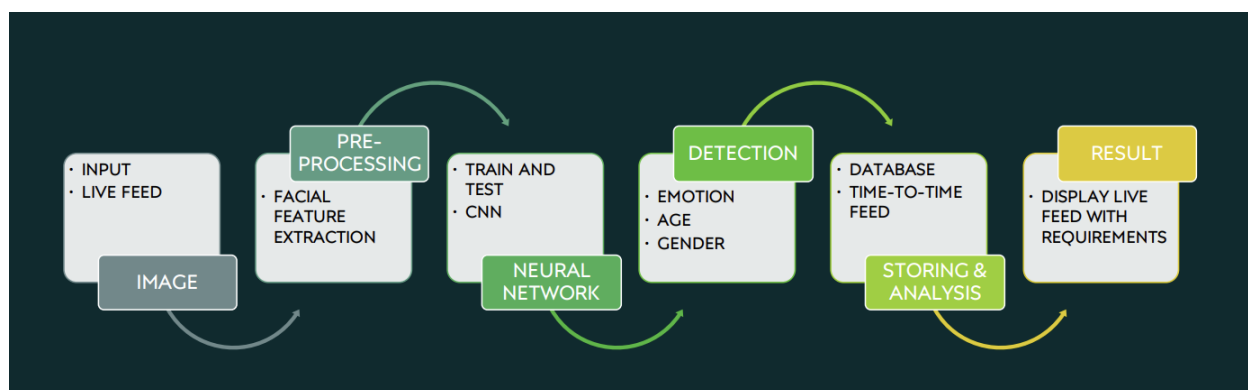 · INPUT
· LIVE FEED
IMAGE
PRE-
PROCESSING
· FACIAL
FEATURE
EXTRACTION
· TRAIN AND
TEST
· CNN
NEURAL
NETWORK
DETECTION
· EMOTION
· AGE
· GENDER
· DATABASE
· TIME-TO-TIME
FEED
STORING &
ANALYSIS
RESULT
· DISPLAY LIVE
FEED WITH
REQUIREMENTS